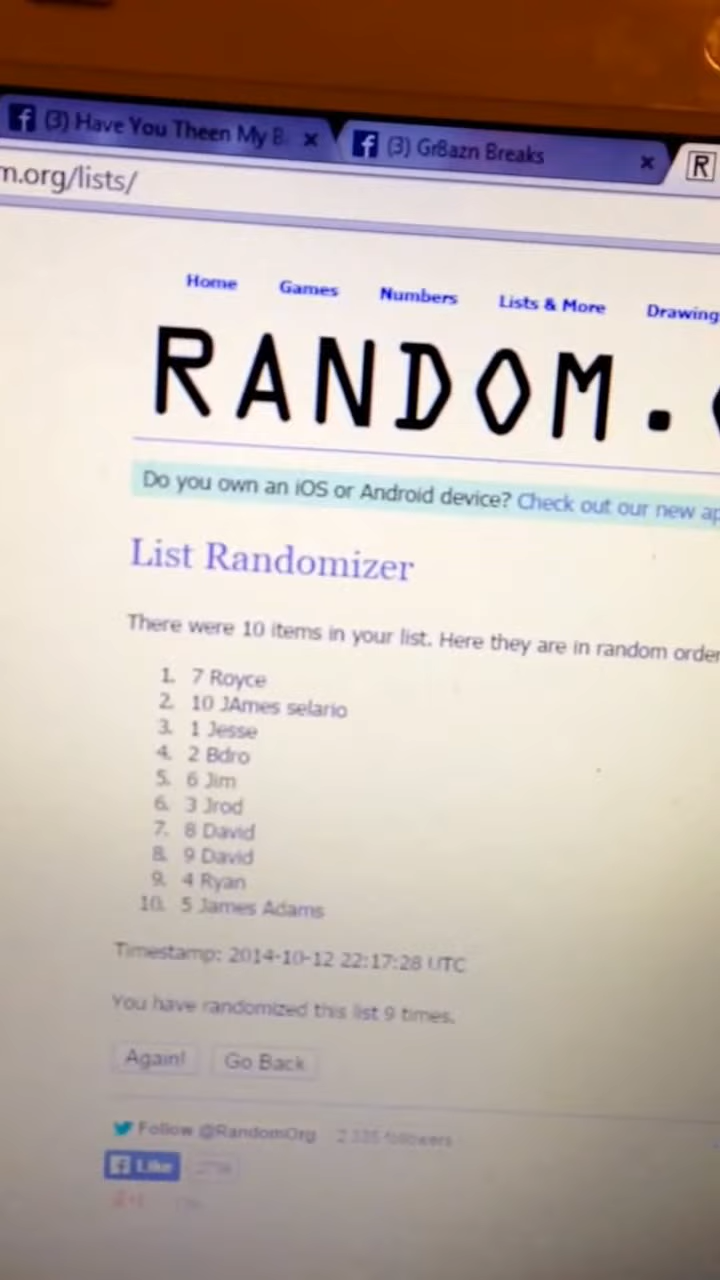 (3) Have You Theen My B
(3) Gr8azn Breaks
R
m.org/lists/
Home Games Numbers Lists & More Drawing
RANDOM.
Do you own an iOS or Android device? Check out our new ap
List Randomizer
There were 10 items in your list. Here they are in random order
1. 7 Royce
2. 10 JAmes selario
3. 1 Jesse
4. 2 Bdro
5. 6 Jim
6. 3 Jrod
7. 8 David
8. 9 David
9. 4 Ryan
10. 5 James Adams
Timestamp: 2014-10-12 22:17:28 UTC
You have randomized this list 9 times.
Again! Go Back
Follow @RandomOrg followers
Like